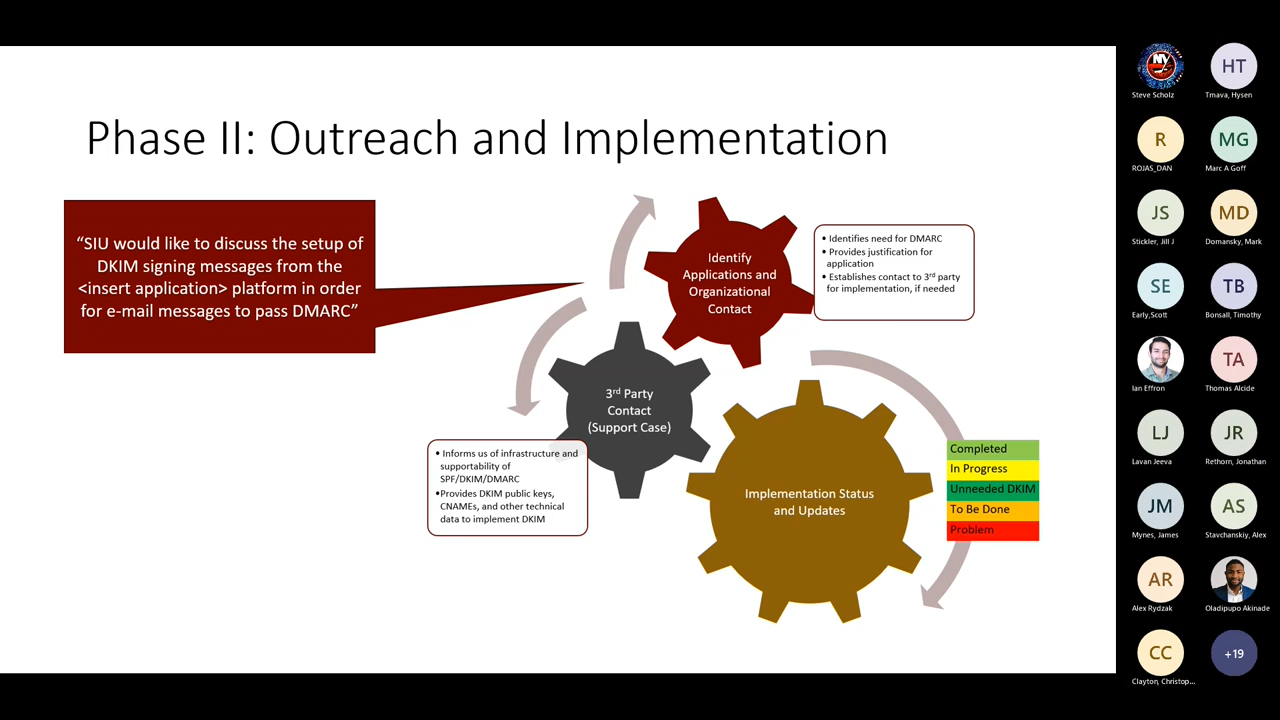 Phase II: Outreach and Implementation
“SIU would like to discuss the setup of
DKIM signing messages from the
<insert application> platform in order
for e-mail messages to pass DMARC”
Identify
Applications and
Organizational
Contact
• Identifies need for DMARC
• Provides justification for
application
• Establishes contact to 3rd party
for implementation, if needed
3rd Party
Contact
(Support Case)
• Informs us of infrastructure and
supportability of
SPF/DKIM/DMARC
•Provides DKIM public keys,
CNAMEs, and other technical
data to implement DKIM
Implementation Status
and Updates
Completed
In Progress
Unneeded DKIM
To Be Done
Problem
NY
Steve Scholz
HT
Tmava, Hysen
R
ROJAS_DAN
MG
Marc A Goff
JS
Stickler, Jill J
MD
Domansky, Mark
SE
Early,Scott
TB
Bonsall, Timothy
Ian Effron
TA
Thomas Alcide
LJ
Lavan Jeeva
JR
Rethorn, Jonathan
JM
Mynes, James
AS
Stavchanskiy, Alex
AR
Alex Rydzak
Oladipupo Akinade
CC
Clayton, Christop...
+19